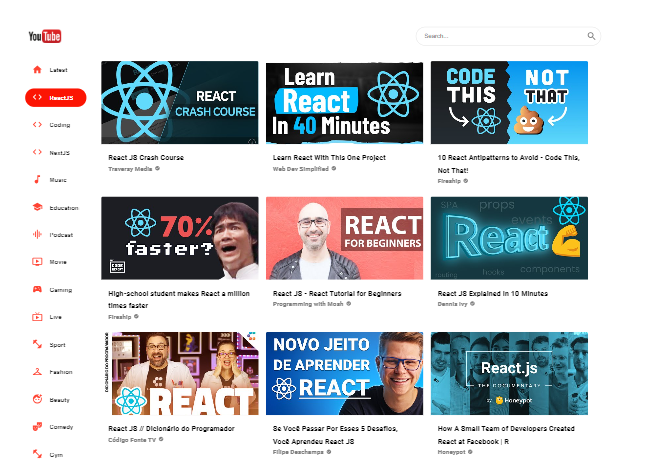 YouTube
Search...
Latest
ReactJS
Coding
NextJS
Music
Education
Podcast
Movie
Gaming
Live
Sport
Fashion
Beauty
Comedy
Gym
REACT
CRASH COURSE
React JS Crash Course
Traversy Media
Learn
React
In 40 Minutes
Learn React With This One Project
Web Dev Simplified
CODE THIS
NOT THAT
10 React Antipatterns to Avoid - Code This,
Not That!
Fireship
70%
faster?
THE
CODE
REPORT
High-school student makes React a million
times faster
Fireship
REACT
FOR BEGINNERS
React JS - React Tutorial for Beginners
Programming with Mosh
SPA
props
events
React
hooks
components
routing
React JS Explained In 10 Minutes
Dennis Ivy
DICIONÁRIO DO PROGRAMADOR
REACT
React JS // Dicionário do Programador
Código Fonte TV
NOVO JEITO
DE APRENDER
REACT
Se Você Passar Por Esses 5 Desafios,
Você Aprendeu React JS
Filipe Deschamps
React.js
THE DOCUMENTARY
by Honeypot
How A Small Team of Developers Created
React at Facebook | R
Honeypot